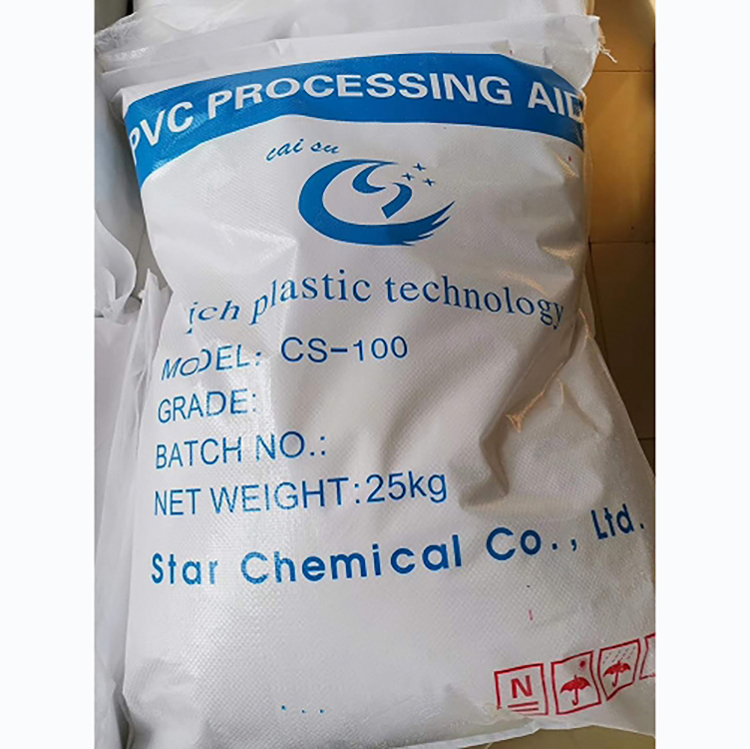 PVC PROCESSING AID
cai su
ich plastic technology
MODEL: CS-100
GRADE:
BATCH NO.:
NET WEIGHT:25kg
Star Chemical Co., Ltd.
N